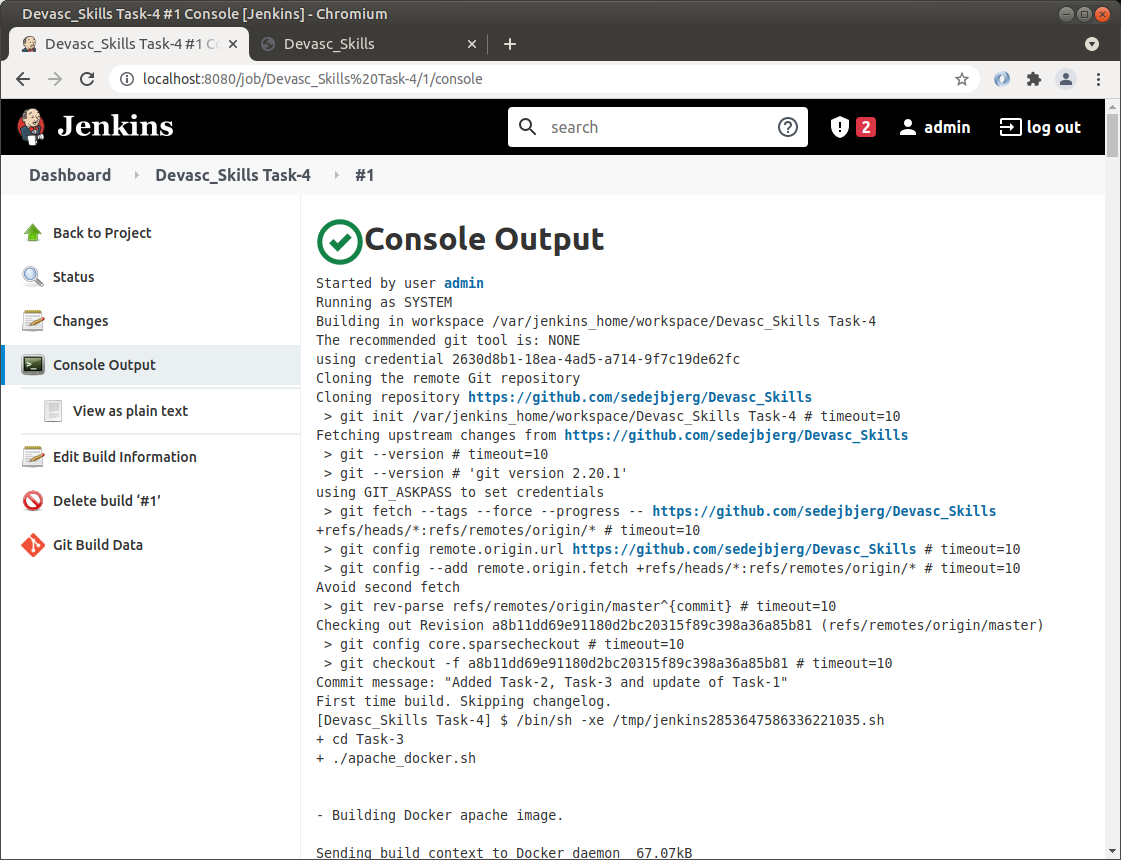 Devasc_Skills Task-4 #1 Console [Jenkins] - Chromium
Devasc_Skills Task-4 #1 Co
Devasc_Skills
localhost:8080/job/Devasc_Skills%20Task-4/1/console
Jenkins
search
2
admin
log out
Dashboard
Devasc_Skills Task-4
#1
Back to Project
Status
Changes
Console Output
View as plain text
Edit Build Information
Delete build ‘#1’
Git Build Data
Console Output
Started by user admin
Running as SYSTEM
Building in workspace /var/jenkins_home/workspace/Devasc_Skills Task-4
The recommended git tool is: NONE
using credential 2630d8b1-18ea-4ad5-a714-9f7c19de62fc
Cloning the remote Git repository
Cloning repository https://github.com/sedejbjerg/Devasc_Skills
> git init /var/jenkins_home/workspace/Devasc_Skills Task-4 # timeout=10
Fetching upstream changes from https://github.com/sedejbjerg/Devasc_Skills
> git --version # timeout=10
> git --version # 'git version 2.20.1'
using GIT_ASKPASS to set credentials
> git fetch --tags --force --progress -- https://github.com/sedejbjerg/Devasc_Skills
+refs/heads/*:refs/remotes/origin/* # timeout=10
> git config remote.origin.url https://github.com/sedejbjerg/Devasc_Skills # timeout=10
> git config --add remote.origin.fetch +refs/heads/*:refs/remotes/origin/* # timeout=10
Avoid second fetch
> git rev-parse refs/remotes/origin/master^{commit} # timeout=10
Checking out Revision a8b11dd69e91180d2bc20315f89c398a36a85b81 (refs/remotes/origin/master)
> git config core.sparsecheckout # timeout=10
> git checkout -f a8b11dd69e91180d2bc20315f89c398a36a85b81 # timeout=10
Commit message: "Added Task-2, Task-3 and update of Task-1"
First time build. Skipping changelog.
[Devasc_Skills Task-4] $ /bin/sh -xe /tmp/jenkins2853647586336221035.sh
+ cd Task-3
+ ./apache_docker.sh
- Building Docker apache image.
Sending build context to Docker daemon 67.07kB